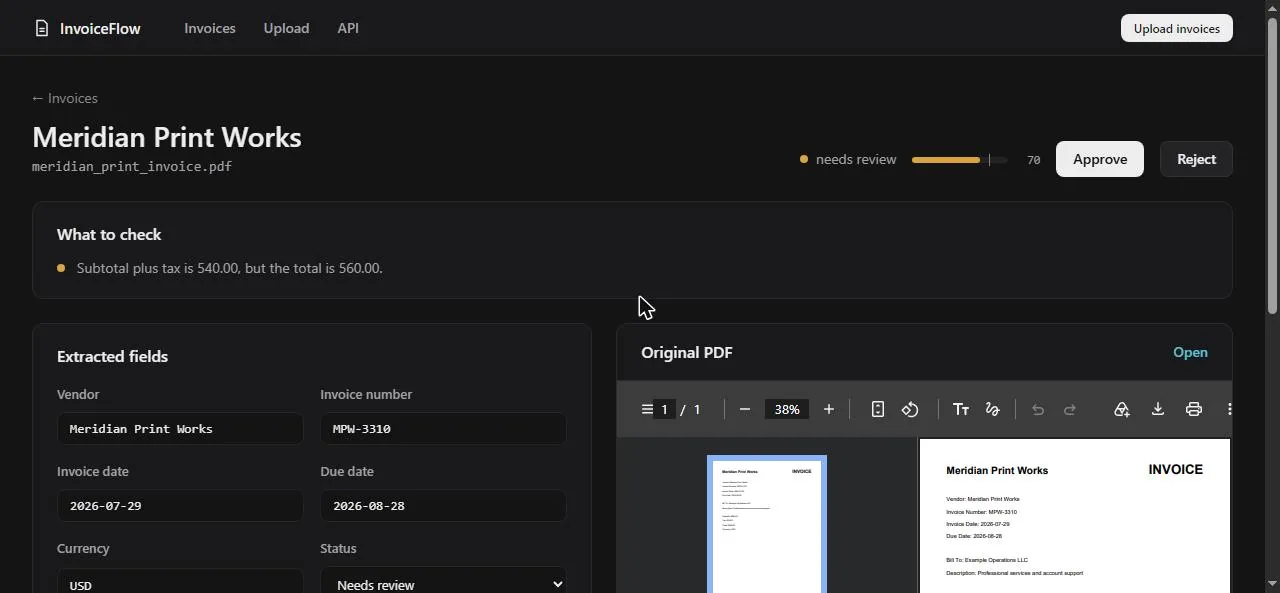 InvoiceFlow Invoices Upload API Upload invoices
← Invoices
Meridian Print Works
meridian_print_invoice.pdf
needs review 70 Approve Reject
What to check
Subtotal plus tax is 540.00, but the total is 560.00.
Extracted fields
Vendor Invoice number
Meridian Print Works MPW-3310
Invoice date Due date
2026-07-29 2026-08-28
Currency Status
USD Needs review
Original PDF Open
1 / 1 38%
Meridian Print Works INVOICE
Meridian Print Works INVOICE
Vendor: Meridian Print Works
Invoice Number: MPW-3310
Invoice Date: 2026-07-29
Due Date: 2026-08-28
Bill To: Example Operations LLC
Description: Professional services and account support